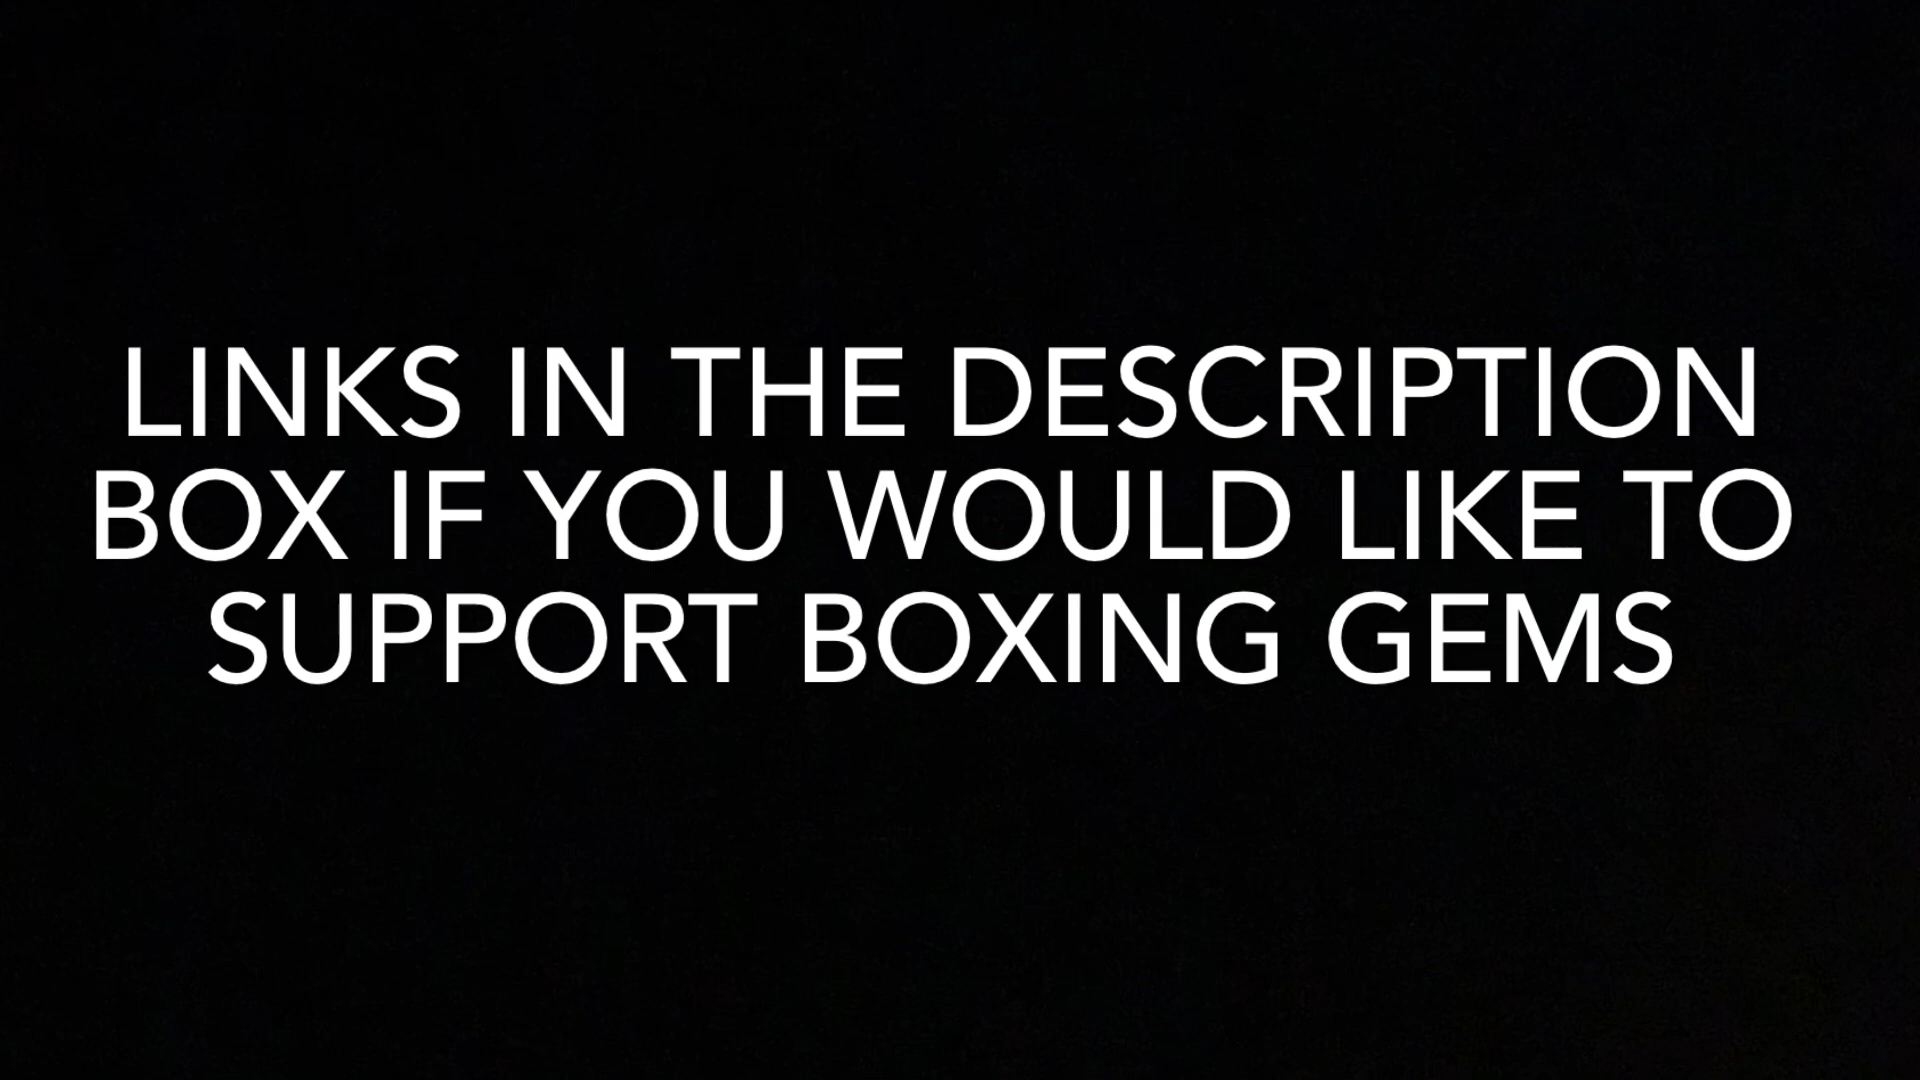 LINKS IN THE DESCRIPTION
BOX IF YOU WOULD LIKE TO
SUPPORT BOXING GEMS